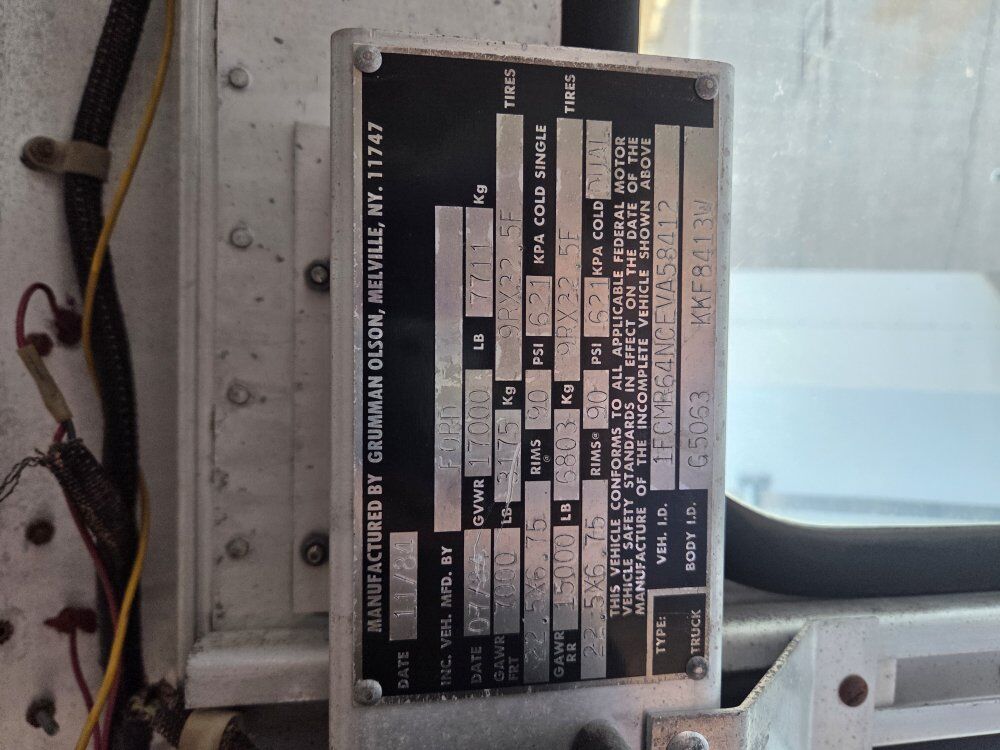 MANUFACTURED BY GRUMMAN OLSON, MELVILLE, NY. 11747
DATE 11/84
INC. VEH. MFD. BY FORD
DATE 07/84 GVWR 17000 LB 7711 Kg
GAWR FRT 7000 LB 3175 Kg 9RX22.5F TIRES
22.5X6.75 RIMS @ 90 PSI 621 KPA COLD SINGLE
GAWR RR 15000 LB 6803 Kg 9RX22.5F TIRES
22.5X6.75 RIMS @ 90 PSI 621 KPA COLD DUAL
THIS VEHICLE CONFORMS TO ALL APPLICABLE FEDERAL MOTOR
VEHICLE SAFETY STANDARDS IN EFFECT ON THE DATE OF THE
MANUFACTURE OF THE INCOMPLETE VEHICLE SHOWN ABOVE
TYPE: VEH. I.D. 1FCMR64NCEVA58412
TRUCK BODY I.D. G5063 KKF8413W